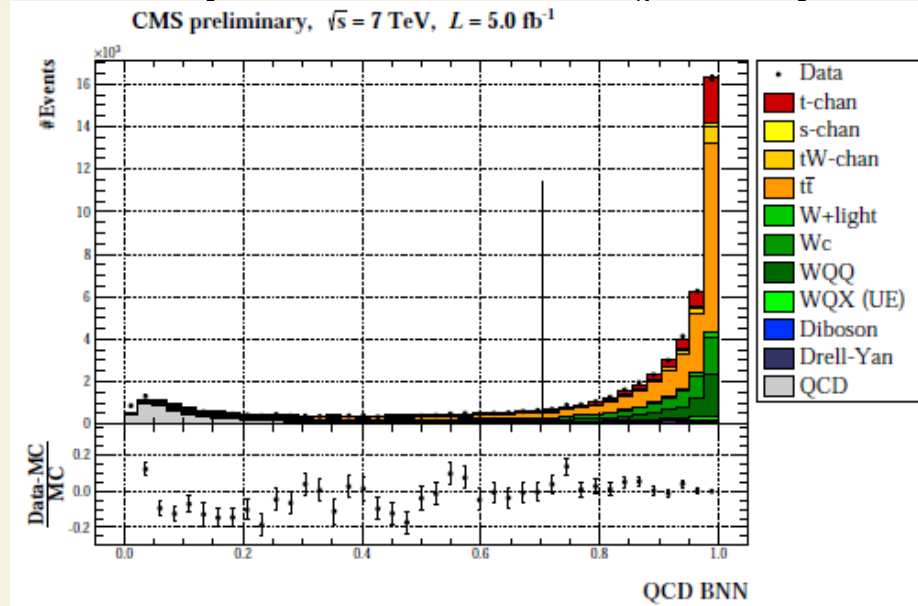 CMS preliminary, √s = 7 TeV, L = 5.0 fb⁻¹
×10³
#Events
16
14
12
10
8
6
4
2
0
Data
t-chan
s-chan
tW-chan
tt̄
W+light
Wc
WQQ
WQX (UE)
Diboson
Drell-Yan
QCD
Data-MC
MC
0.2
0.0
-0.2
0.0 0.2 0.4 0.6 0.8 1.0
QCD BNN